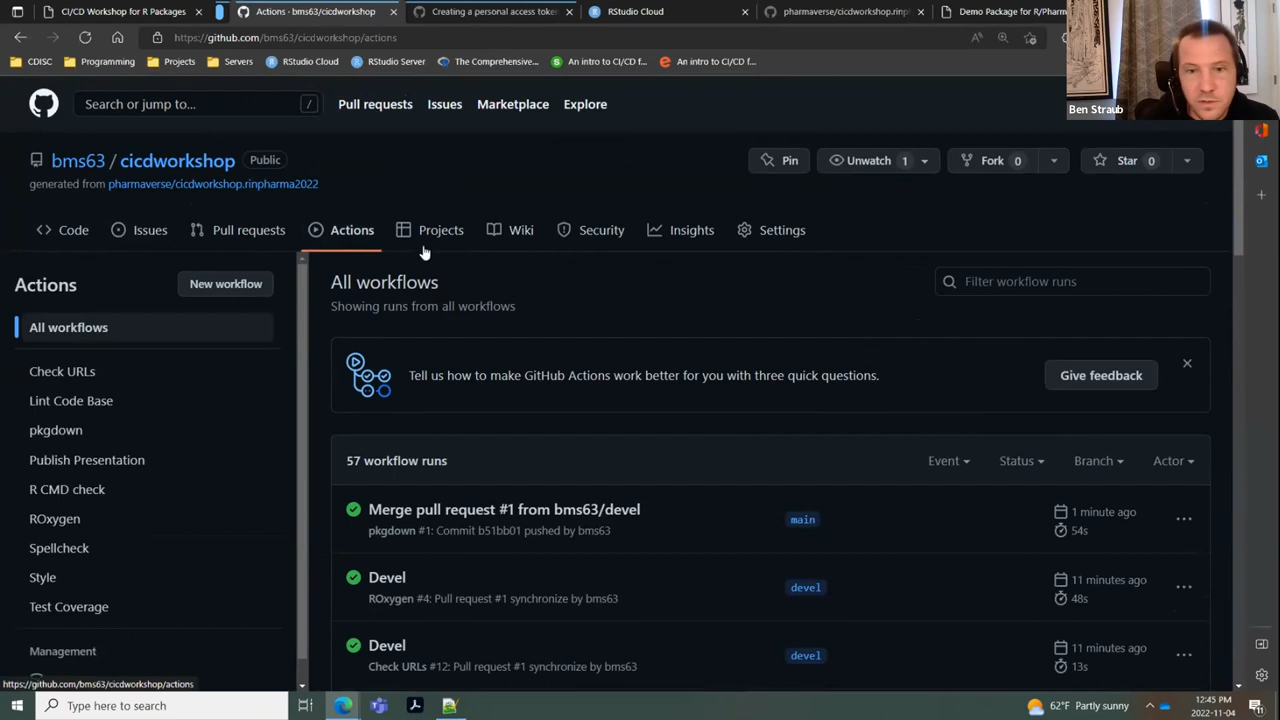 CI/CD Workshop for R Packages
Actions · bms63/cicdworkshop
Creating a personal access toke
RStudio Cloud
pharmaverse/cicdworkshop.rinp
Demo Package for R/Pharm
https://github.com/bms63/cicdworkshop/actions
CDISC
Programming
Projects
Servers
RStudio Cloud
RStudio Server
The Comprehensive...
An intro to CI/CD f...
An intro to CI/CD f...
Ben Straub
Search or jump to...
/
Pull requests
Issues
Marketplace
Explore
bms63 / cicdworkshop
Public
generated from pharmaverse/cicdworkshop.rinpharma2022
Pin
Unwatch 1
Fork 0
Star 0
Code
Issues
Pull requests
Actions
Projects
Wiki
Security
Insights
Settings
Actions
New workflow
All workflows
Check URLs
Lint Code Base
pkgdown
Publish Presentation
R CMD check
ROxygen
Spellcheck
Style
Test Coverage
Management
All workflows
Showing runs from all workflows
Filter workflow runs
Tell us how to make GitHub Actions work better for you with three quick questions.
Give feedback
57 workflow runs
Event
Status
Branch
Actor
Merge pull request #1 from bms63/devel
pkgdown #1: Commit b51bb01 pushed by bms63
main
1 minute ago
54s
Devel
ROxygen #4: Pull request #1 synchronize by bms63
devel
11 minutes ago
48s
Devel
Check URLs #12: Pull request #1 synchronize by bms63
devel
11 minutes ago
13s
https://github.com/bms63/cicdworkshop/actions
Type here to search
62°F Partly sunny
12:45 PM
2022-11-04
11